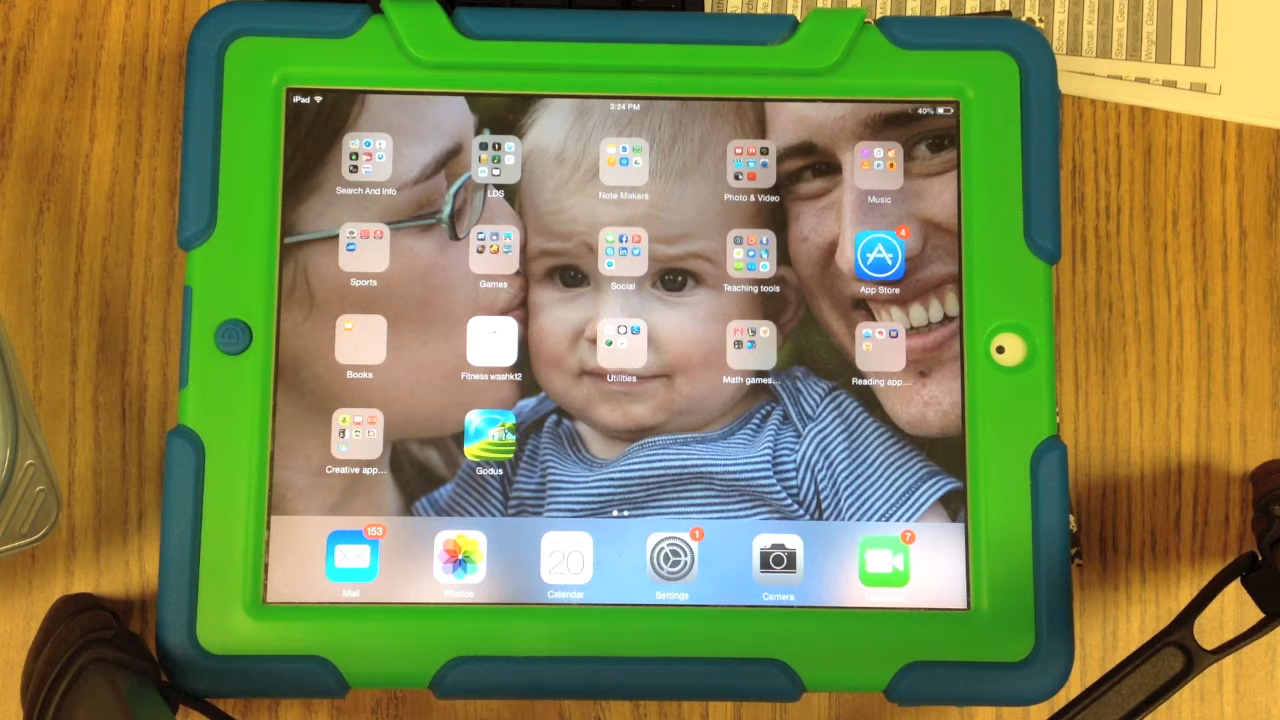 iPad
3:24 PM
40%
Search And Info
LDS
Note Makers
Photo & Video
Music
Sports
Games
Social
Teaching tools
4
App Store
Books
Fitness washk12
Utilities
Math games...
Reading app...
Creative app...
Godus
153
1
7
20
Mail
Photos
Calendar
Settings
Camera